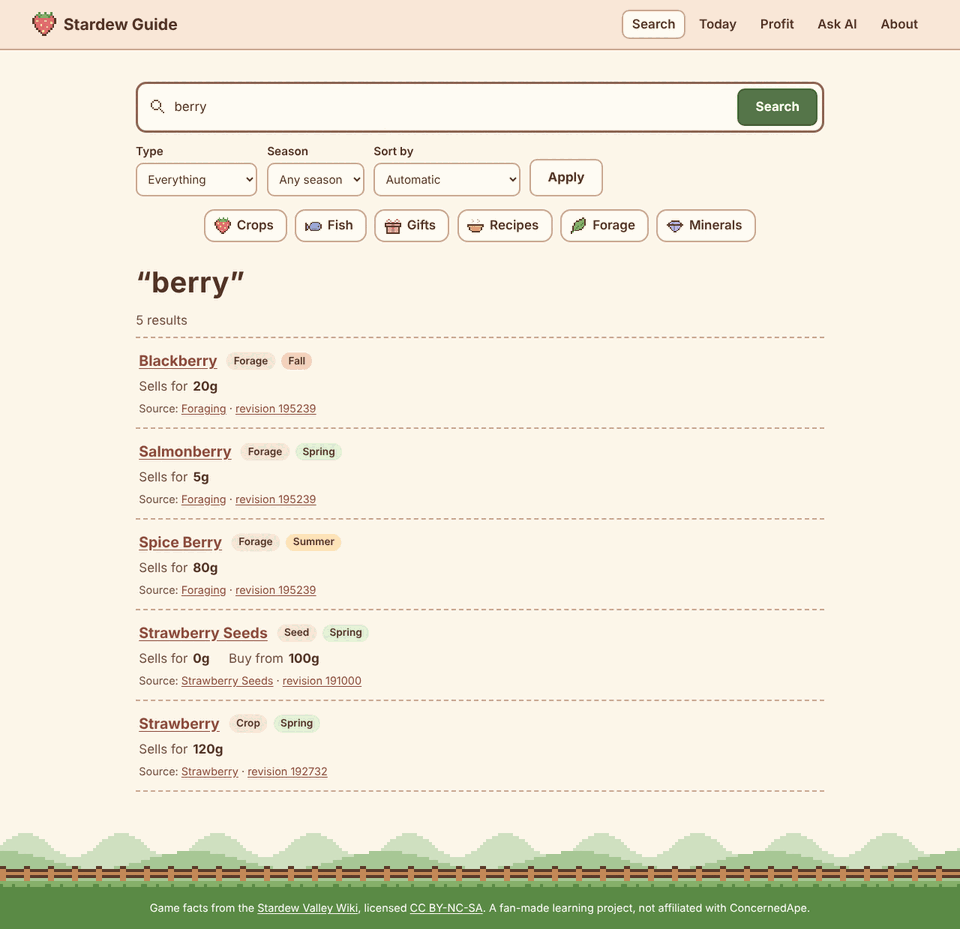 Stardew Guide
Search Today Profit Ask AI About
berry
Search
Type Season Sort by
Everything Any season Automatic Apply
Crops Fish Gifts Recipes Forage Minerals
“berry”
5 results
Blackberry Forage Fall
Sells for 20g
Source: Foraging · revision 195239
Salmonberry Forage Spring
Sells for 5g
Source: Foraging · revision 195239
Spice Berry Forage Summer
Sells for 80g
Source: Foraging · revision 195239
Strawberry Seeds Seed Spring
Sells for 0g Buy from 100g
Source: Strawberry Seeds · revision 191000
Strawberry Crop Spring
Sells for 120g
Source: Strawberry · revision 192732
Game facts from the Stardew Valley Wiki, licensed CC BY-NC-SA. A fan-made learning project, not affiliated with ConcernedApe.